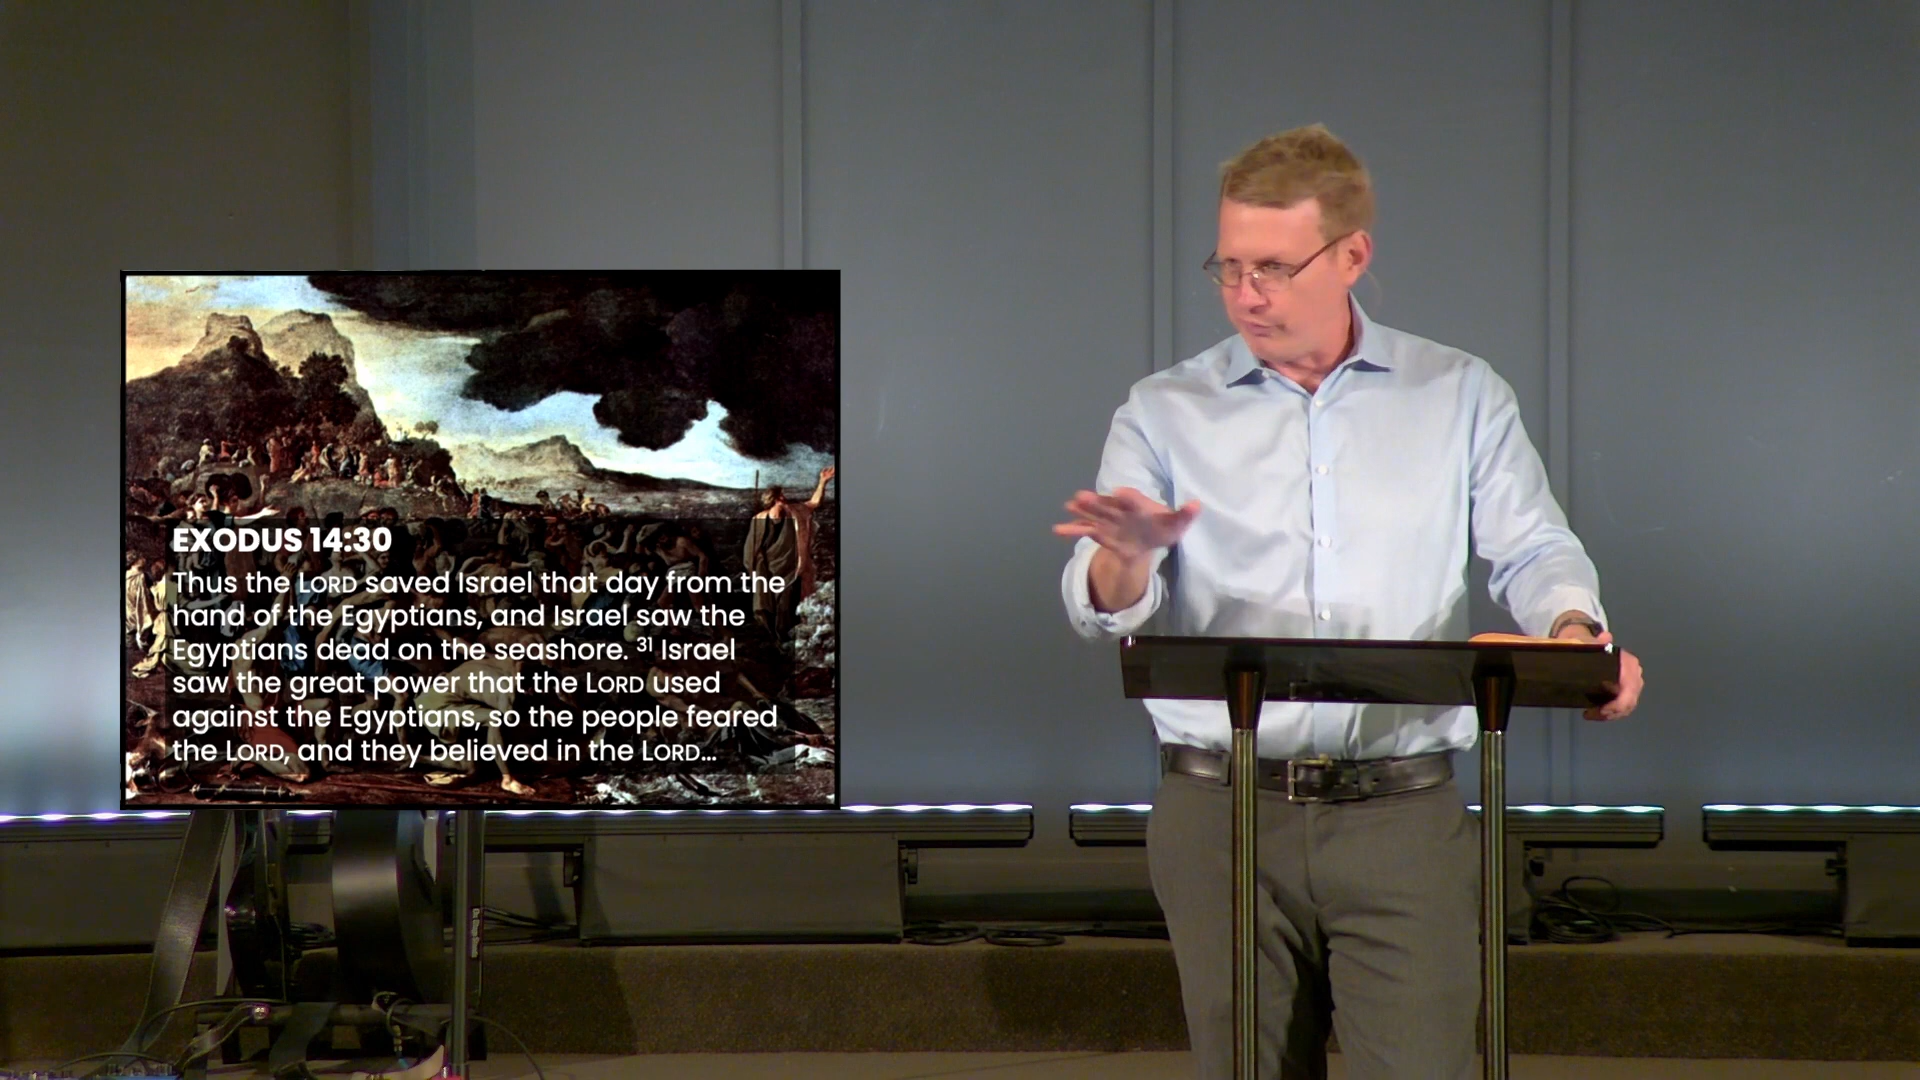 EXODUS 14:30
Thus the LORD saved Israel that day from the
hand of the Egyptians, and Israel saw the
Egyptians dead on the seashore. ³¹ Israel
saw the great power that the LORD used
against the Egyptians, so the people feared
the LORD, and they believed in the LORD...